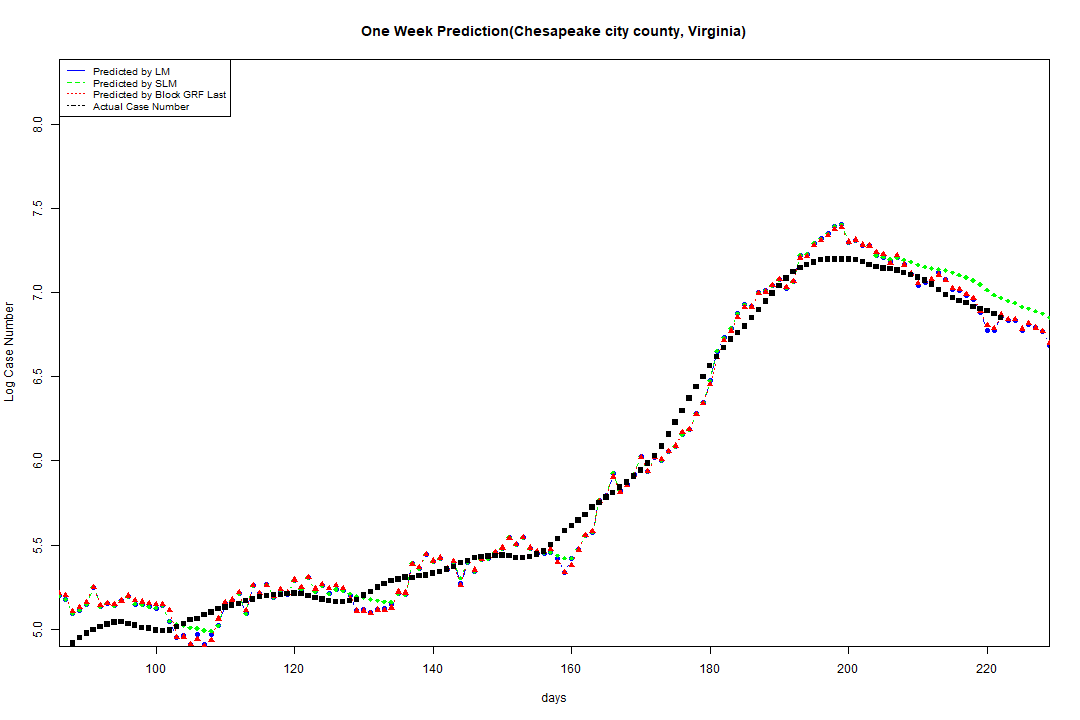 One Week Prediction(Chesapeake city county, Virginia)
Predicted by LM
Predicted by SLM
Predicted by Block GRF Last
Actual Case Number
Log Case Number
8.0
7.5
7.0
6.5
6.0
5.5
5.0
100 120 140 160 180 200 220
days